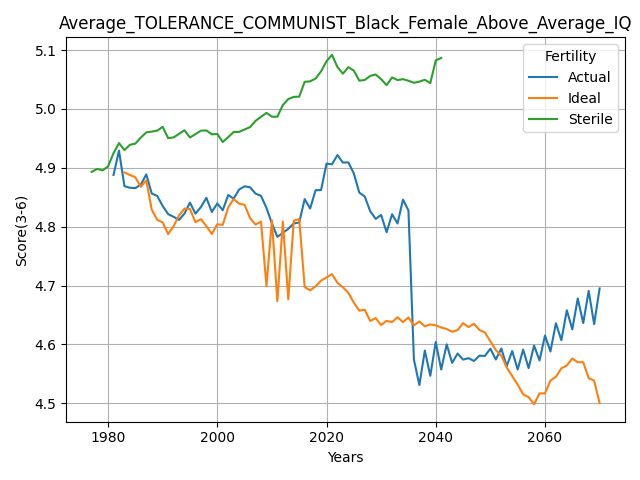 Average_TOLERANCE_COMMUNIST_Black_Female_Above_Average_IQ
Fertility
Actual
Ideal
Sterile
Score(3-6)
5.1
5.0
4.9
4.8
4.7
4.6
4.5
1980 2000 2020 2040 2060
Years